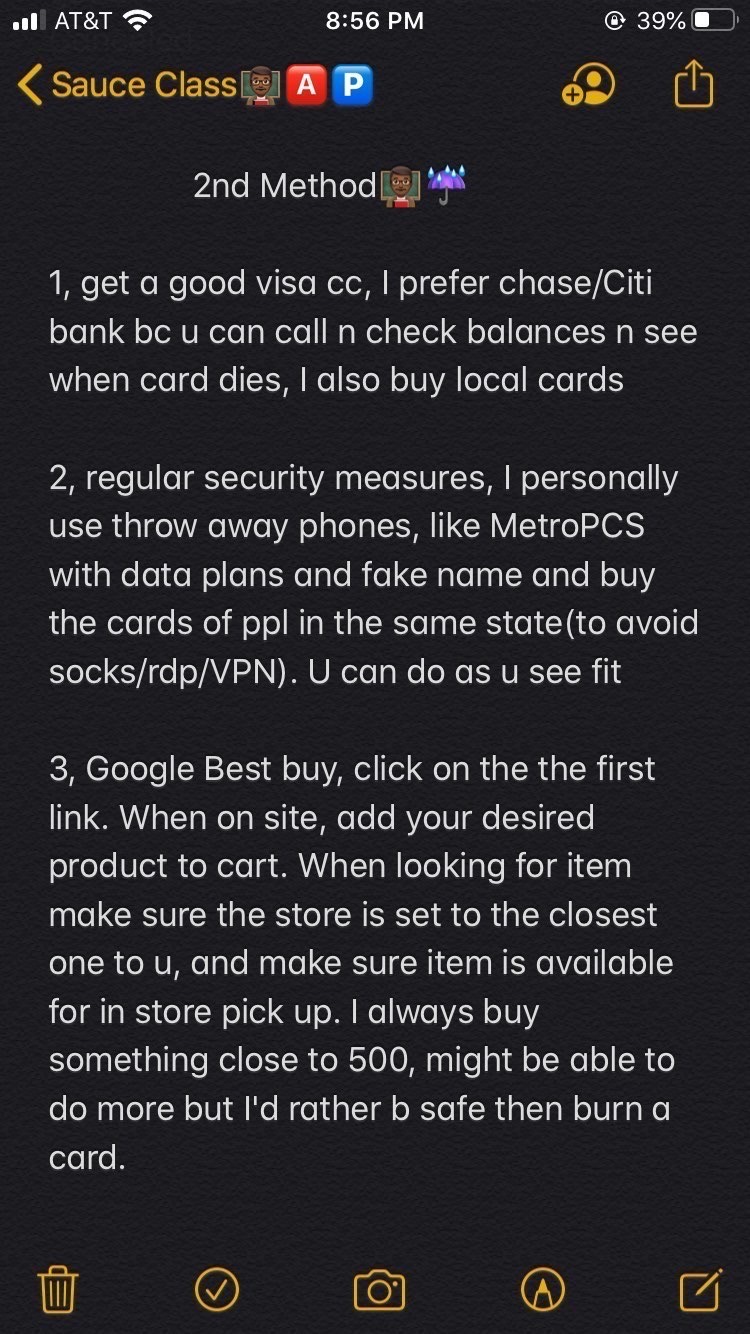 AT&T 8:56 PM 39%
Sauce Class👨🏾‍🏫🅰️🅿️
2nd Method👨🏾‍🏫☔
1, get a good visa cc, I prefer chase/Citi
bank bc u can call n check balances n see
when card dies, I also buy local cards
2, regular security measures, I personally
use throw away phones, like MetroPCS
with data plans and fake name and buy
the cards of ppl in the same state(to avoid
socks/rdp/VPN). U can do as u see fit
3, Google Best buy, click on the the first
link. When on site, add your desired
product to cart. When looking for item
make sure the store is set to the closest
one to u, and make sure item is available
for in store pick up. I always buy
something close to 500, might be able to
do more but I'd rather b safe then burn a
card.